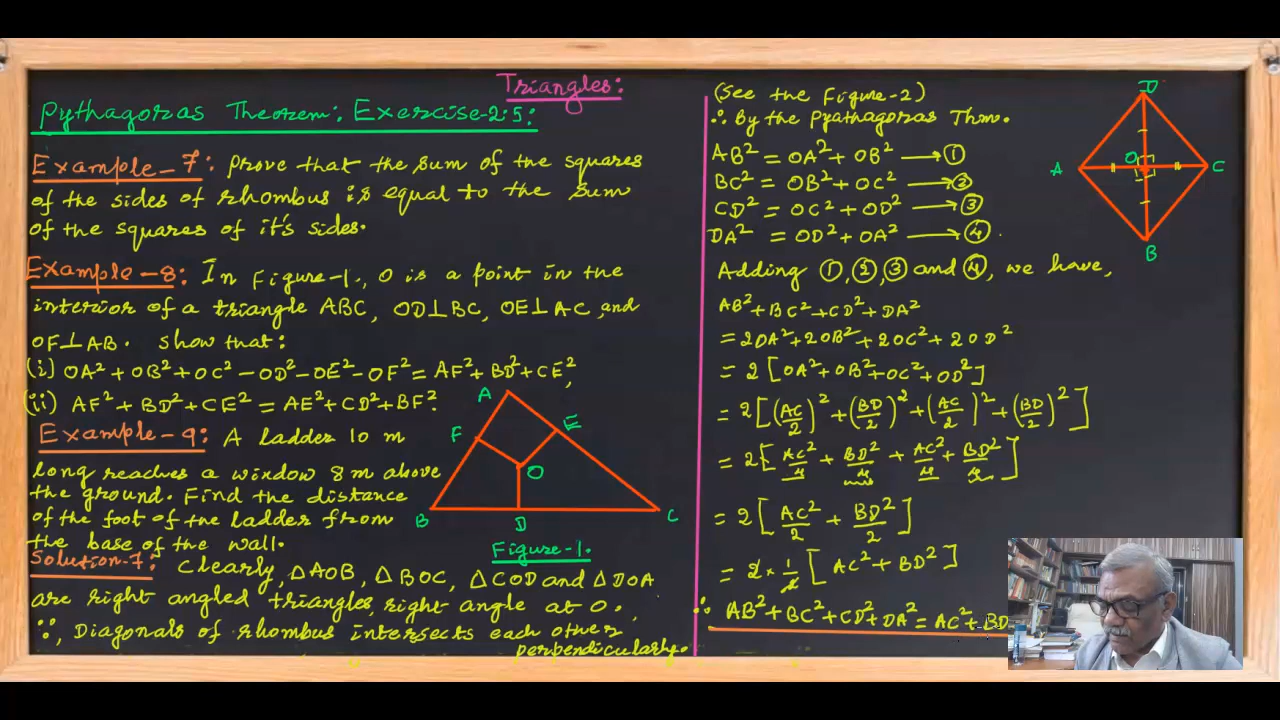 Triangles:
Pythagoras Theorem: Exercise-2.5:
Example-7: Prove that the sum of the squares
of the sides of rhombus is equal to the sum
of the squares of it's sides.
Example-8: In Figure-1, O is a point in the
interior of a triangle ABC, OD⊥BC, OE⊥AC, and
OF⊥AB. show that:
(i) OA²+OB²+OC²-OD²-OE²-OF²=AF²+BD²+CE²,
(ii) AF²+BD²+CE²=AE²+CD²+BF².
Example-9: A ladder 10 m
long reaches a window 8 m above
the ground. Find the distance
of the foot of the ladder from
the base of the wall.
A
F
E
O
B
D
C
Figure-1.
Solution-7: Clearly, △AOB, △BOC, △COD and △DOA
are right angled triangles, right angle at O.
∵, Diagonals of rhombus intersects each other
perpendicularly.
(See the Figure-2)
∴ By the Pyathagoras Thm.
AB² = OA²+OB² → ①
BC² = OB²+OC² → ②
CD² = OC²+OD² → ③
DA² = OD²+OA² → ④
D
A
O
C
B
Adding ①,②,③ and ④, we have,
AB²+BC²+CD²+DA²
= 2OA²+2OB²+2OC²+2OD²
= 2[OA²+OB²+OC²+OD²]
= 2[(AC/2)²+(BD/2)²+(AC/2)²+(BD/2)²]
= 2[AC²/4+BD²/4+AC²/4+BD²/4]
= 2[AC²/2+BD²/2]
= 2×1/2[AC²+BD²]
∴ AB²+BC²+CD²+DA²=AC²+BD